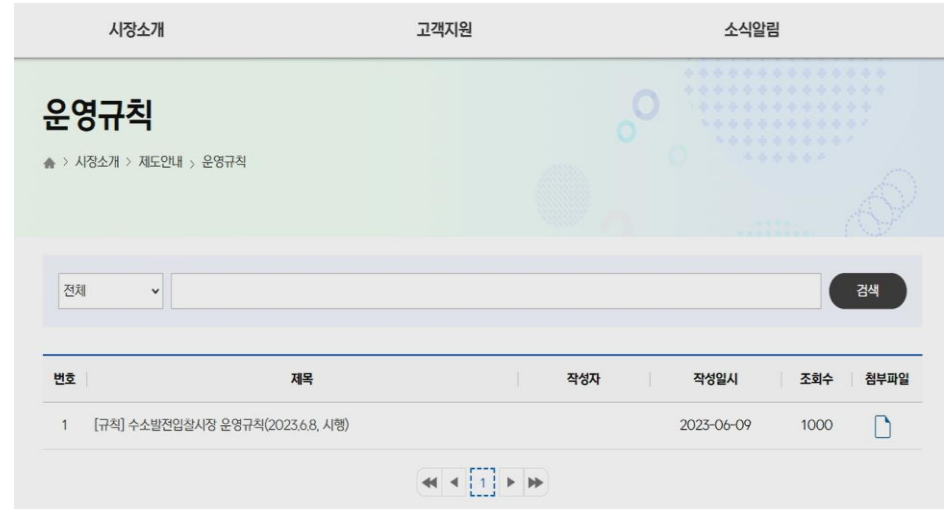 시장소개 고객지원 소식알림
운영규칙
> 시장소개 > 제도안내 > 운영규칙
전체 검색
번호 제목 작성자 작성일시 조회수 첨부파일
1 [규칙] 수소발전입찰시장 운영규칙(2023.6.8, 시행) 2023-06-09 1000
1